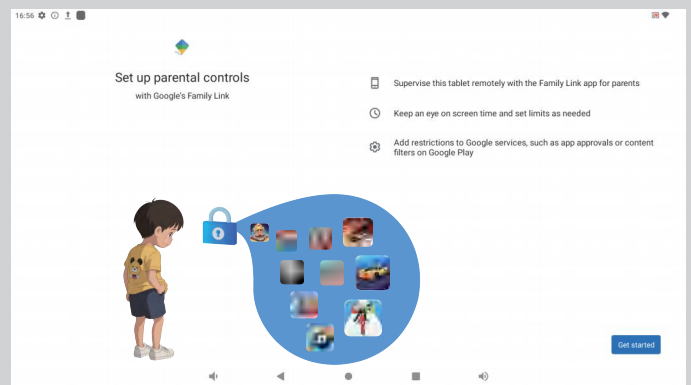 16:56
Set up parental controls
with Google's Family Link
Supervise this tablet remotely with the Family Link app for parents
Keep an eye on screen time and set limits as needed
Add restrictions to Google services, such as app approvals or content
filters on Google Play
Get started